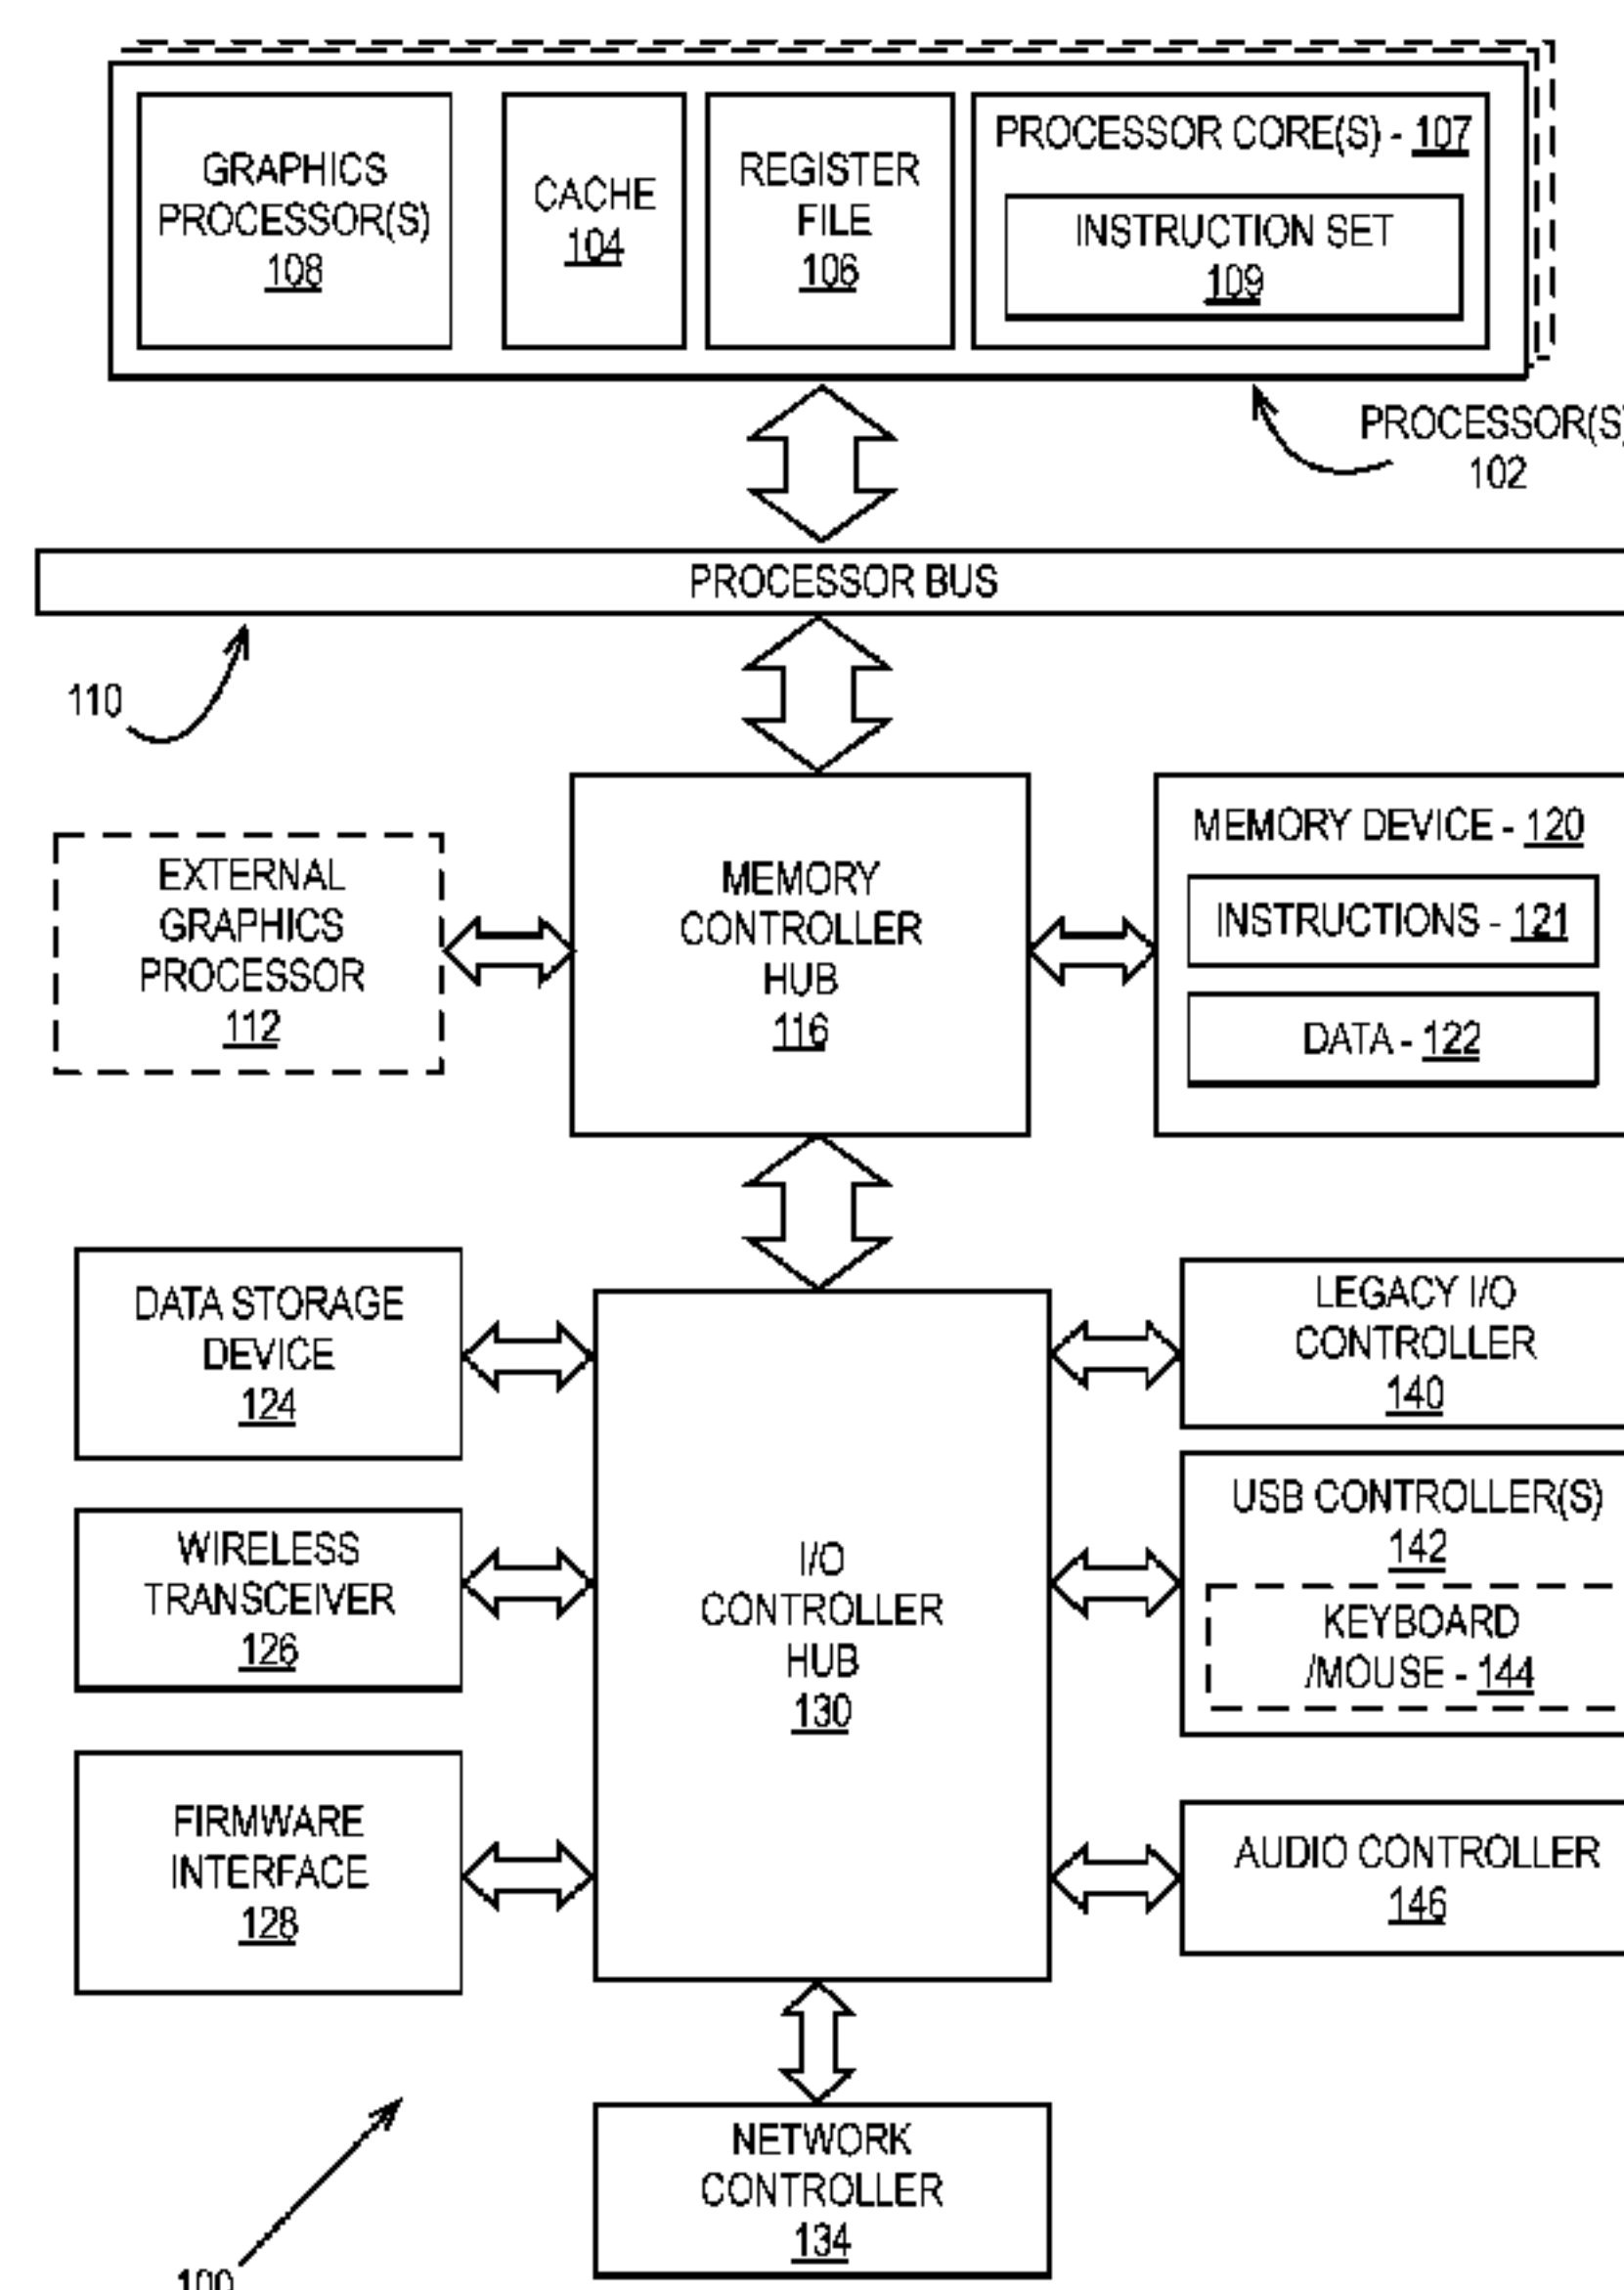 GRAPHICS
PROCESSOR(S)
108
CACHE
104
REGISTER
FILE
106
PROCESSOR CORE(S) - 107
INSTRUCTION SET
109
PROCESSOR(S)
102
PROCESSOR BUS
110
EXTERNAL
GRAPHICS
PROCESSOR
112
MEMORY
CONTROLLER
HUB
116
MEMORY DEVICE - 120
INSTRUCTIONS - 121
DATA - 122
DATA STORAGE
DEVICE
124
WIRELESS
TRANSCEIVER
126
FIRMWARE
INTERFACE
128
I/O
CONTROLLER
HUB
130
LEGACY I/O
CONTROLLER
140
USB CONTROLLER(S)
142
KEYBOARD
/MOUSE - 144
AUDIO CONTROLLER
146
NETWORK
CONTROLLER
134
100